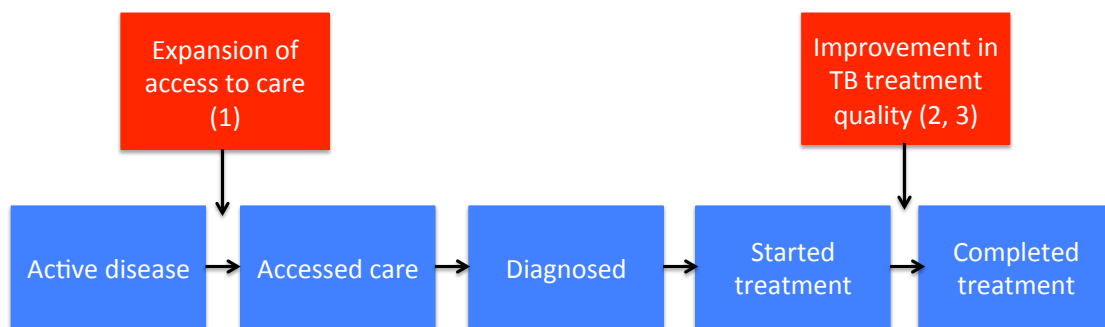 Expansion of
access to care
(1)
Improvement in
TB treatment
quality (2, 3)
Active disease
Accessed care
Diagnosed
Started
treatment
Completed
treatment